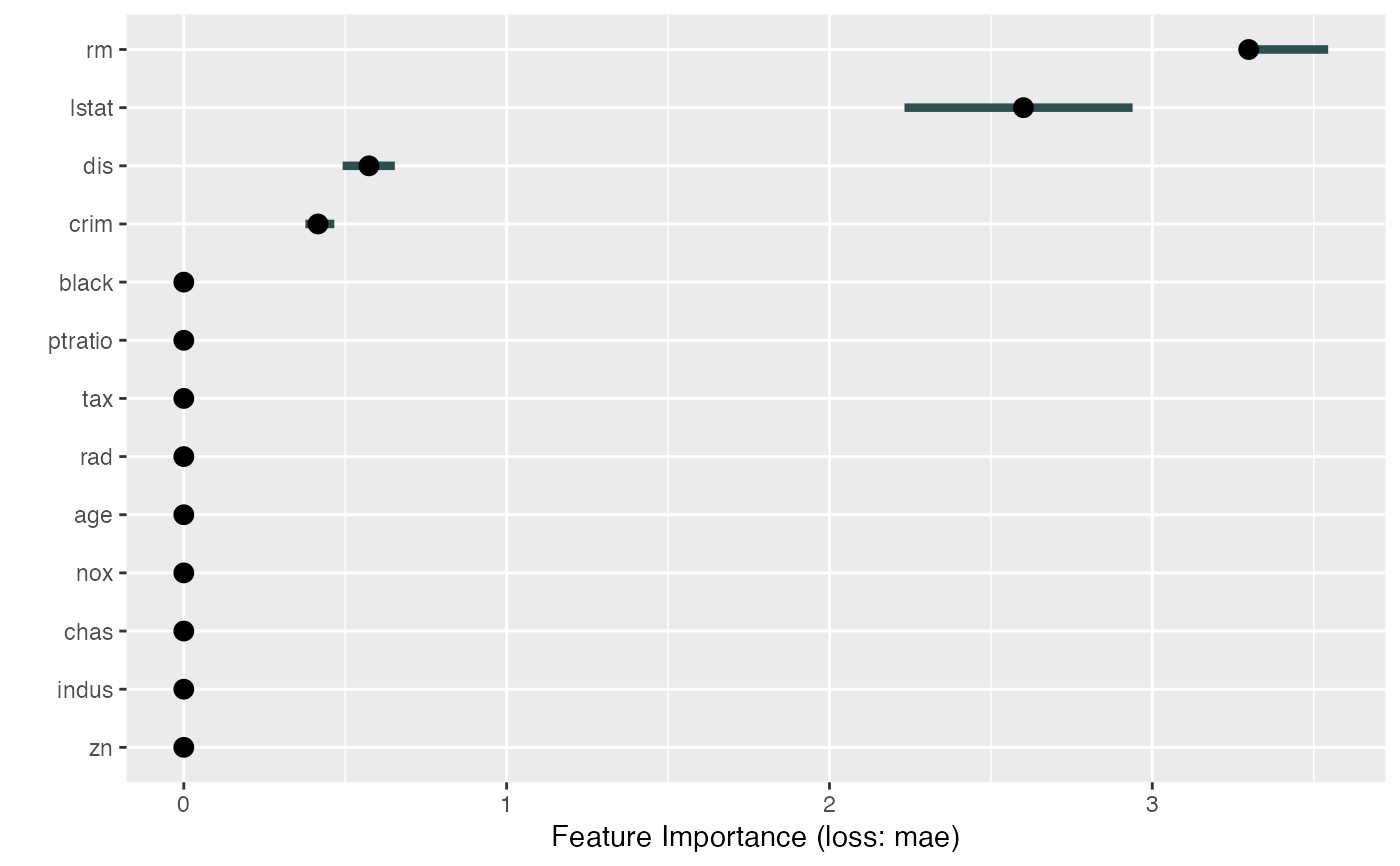 rm
lstat
dis
crim
black
ptratio
tax
rad
age
nox
chas
indus
zn
0 1 2 3
Feature Importance (loss: mae)